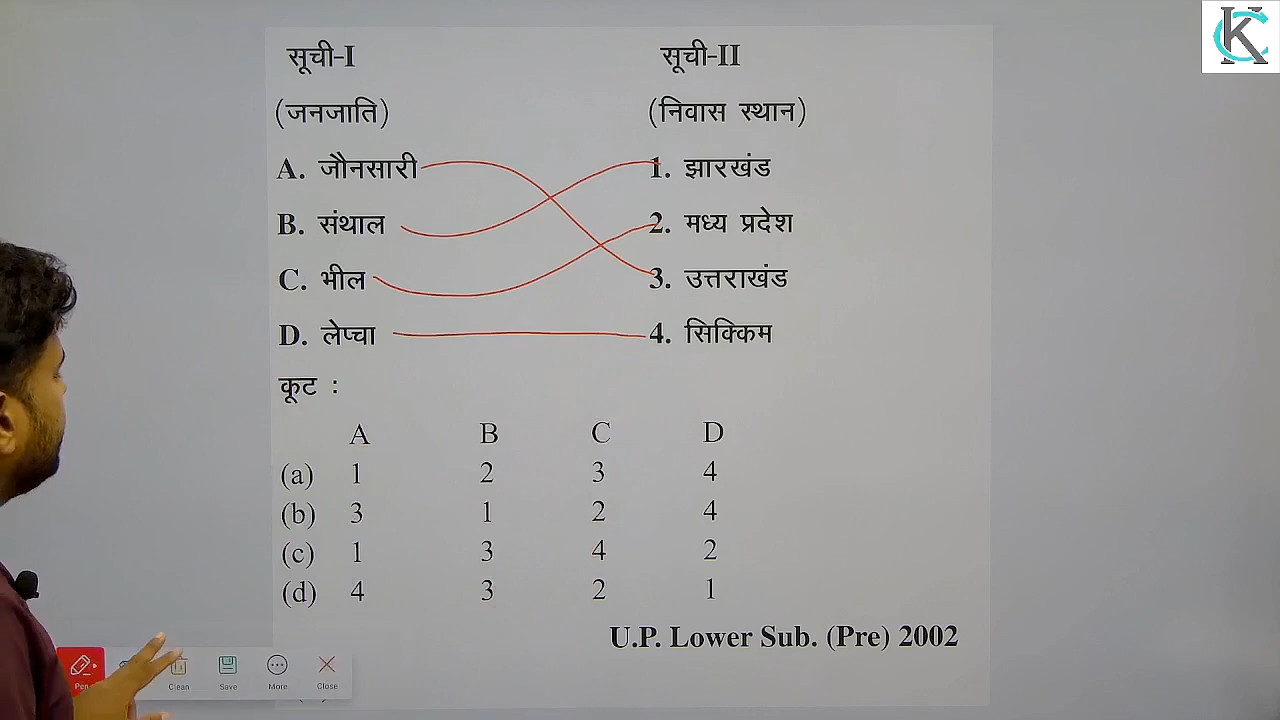 सूची-I सूची-II
(जनजाति) (निवास स्थान)
A. जौनसारी 1. झारखंड
B. संथाल 2. मध्य प्रदेश
C. भील 3. उत्तराखंड
D. लेप्चा 4. सिक्किम
कूट :
A B C D
(a) 1 2 3 4
(b) 3 1 2 4
(c) 1 3 4 2
(d) 4 3 2 1
U.P. Lower Sub. (Pre) 2002
Pen Clean Save More Close
KC